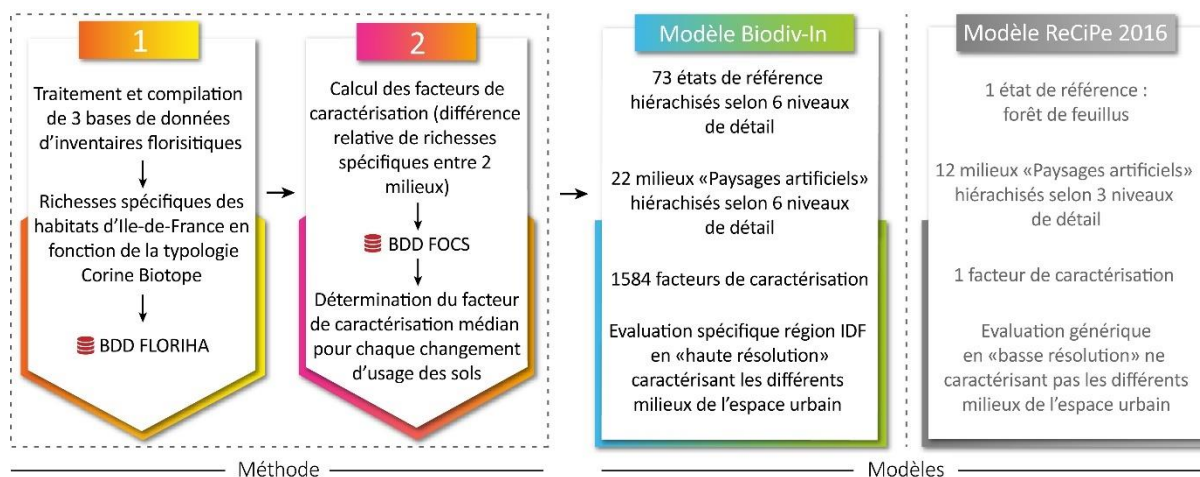 1
Traitement et compilation
de 3 bases de données
d'inventaires florisitiques
Richesses spécifiques des
habitats d'Ile-de-France en
fonction de la typologie
Corine Biotope
BDD FLORIHA
2
Calcul des facteurs de
caractérisation (différence
relative de richesses
spécifiques entre 2
milieux)
BDD FOCS
Détermination du facteur
de caractérisation médian
pour chaque changement
d'usage des sols
Méthode
Modèle Biodiv-In
73 états de référence
hiérachisés selon 6 niveaux
de détail
22 milieux «Paysages artificiels»
hiérachisés selon 6 niveaux
de détail
1584 facteurs de caractérisation
Evaluation spécifique région IDF
en «haute résolution»
caractérisant les différents
milieux de l'espace urbain
Modèle ReCiPe 2016
1 état de référence :
forêt de feuillus
12 milieux «Paysages artificiels»
hiérachisés selon 3 niveaux
de détail
1 facteur de caractérisation
Evaluation générique
en «basse résolution» ne
caractérisant pas les différents
milieux de l'espace urbain
Modèles